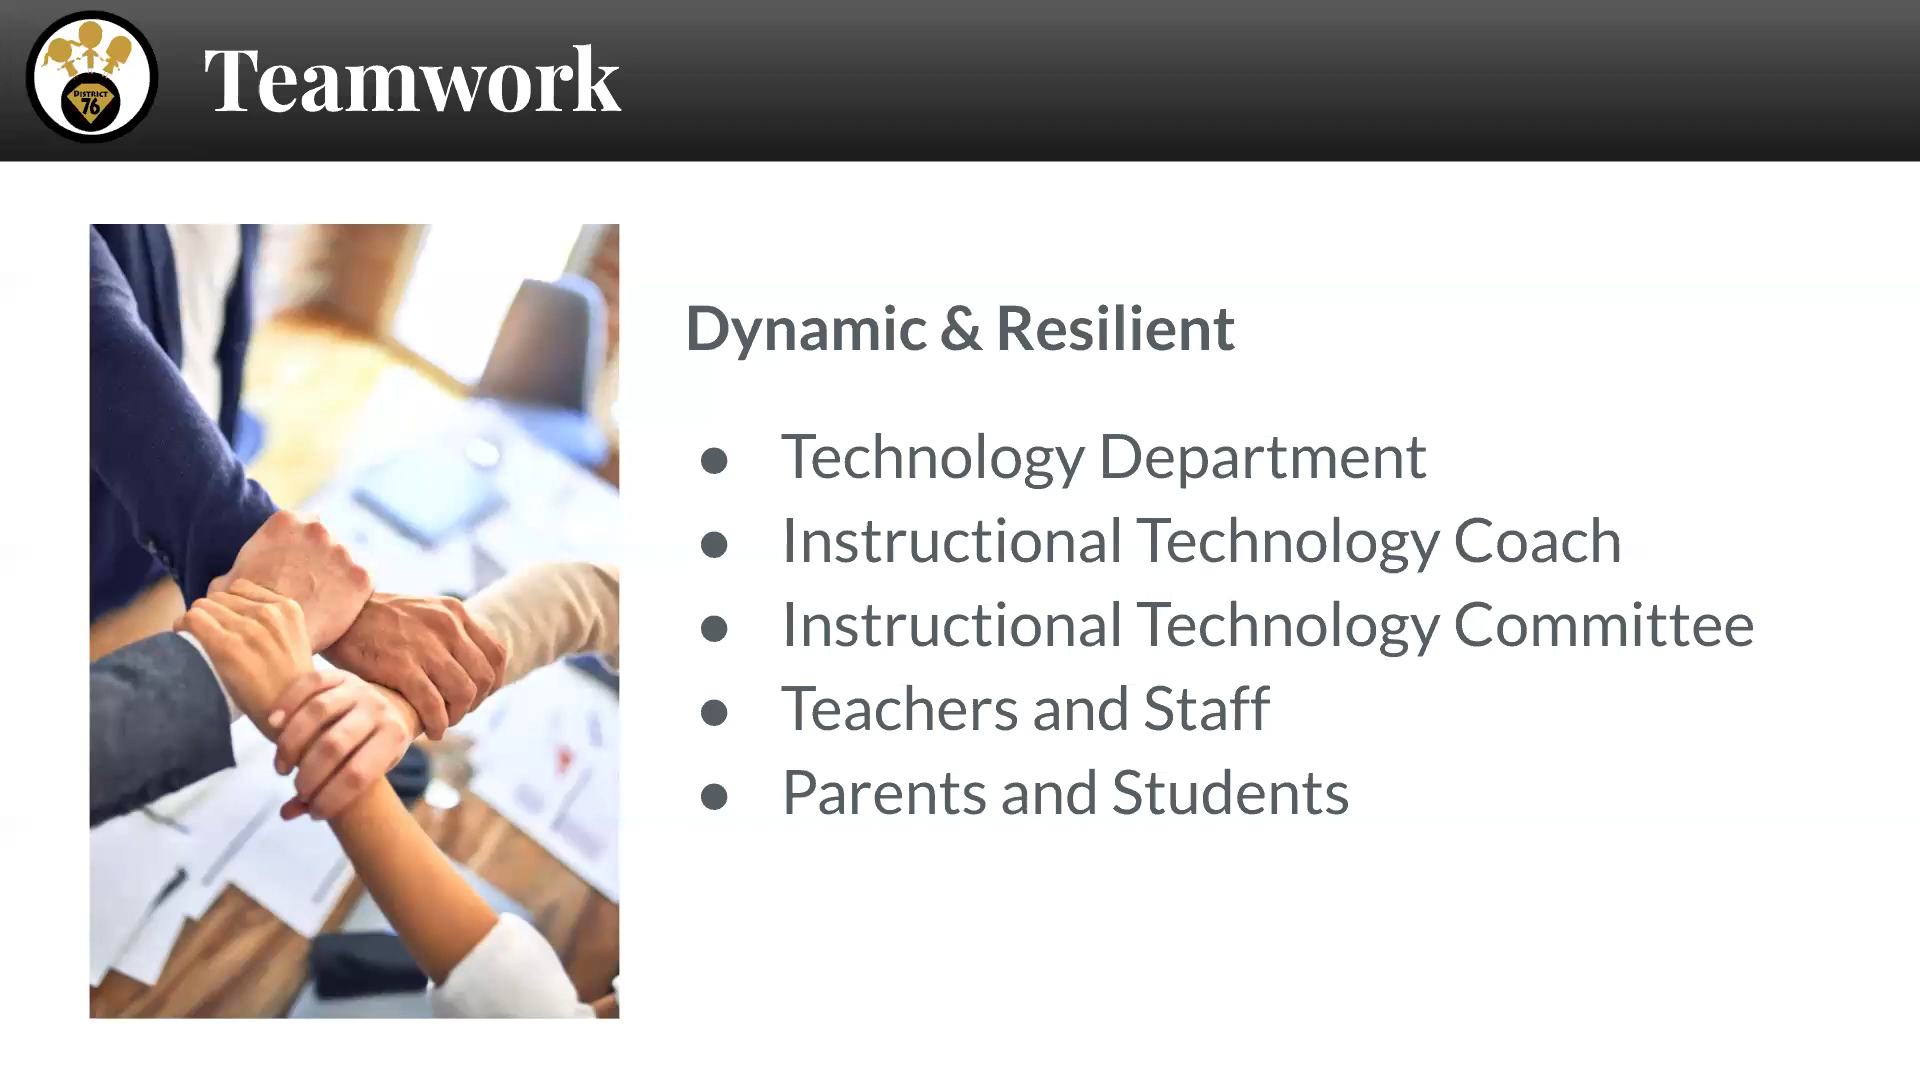 DISTRICT
76
Teamwork
Dynamic & Resilient
● Technology Department
● Instructional Technology Coach
● Instructional Technology Committee
● Teachers and Staff
● Parents and Students